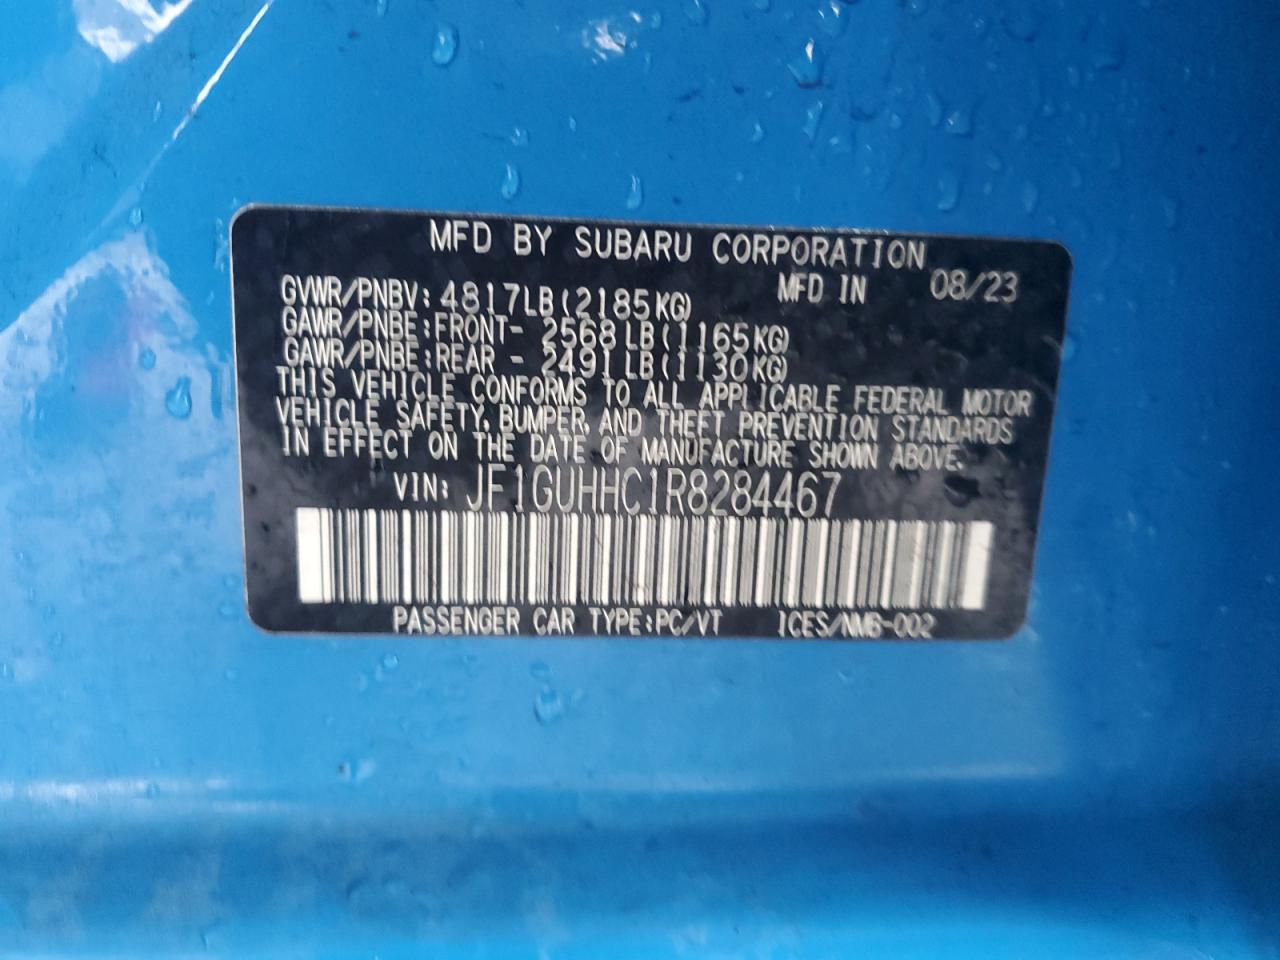 MFD BY SUBARU CORPORATION
MFD IN 08/23
GVWR/PNBV: 4817LB(2185KG)
GAWR/PNBE:FRONT- 2568LB(1165KG)
GAWR/PNBE:REAR - 2491LB(1130KG)
THIS VEHICLE CONFORMS TO ALL APPLICABLE FEDERAL MOTOR
VEHICLE SAFETY, BUMPER, AND THEFT PREVENTION STANDARDS
IN EFFECT ON THE DATE OF MANUFACTURE SHOWN ABOVE.
VIN: JF1GUHHC1R8284467
PASSENGER CAR TYPE:PC/VT ICES/NMB-002